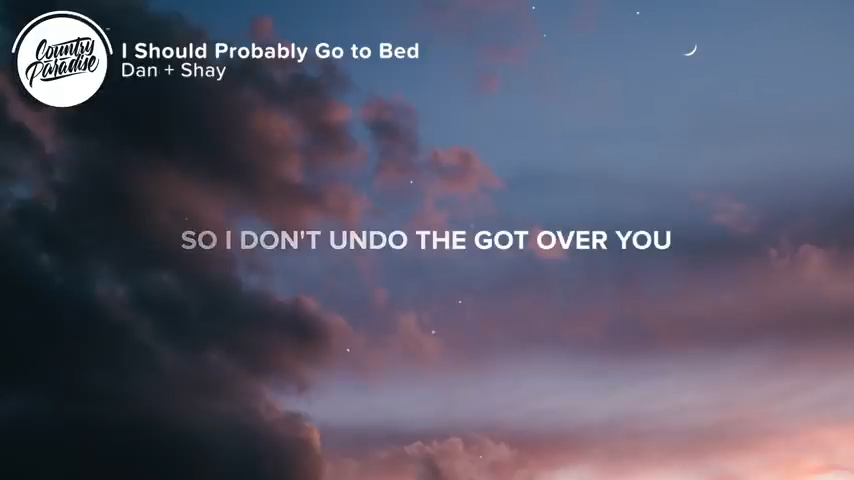 Country
Paradise
I Should Probably Go to Bed
Dan + Shay
SO I DON'T UNDO THE GOT OVER YOU